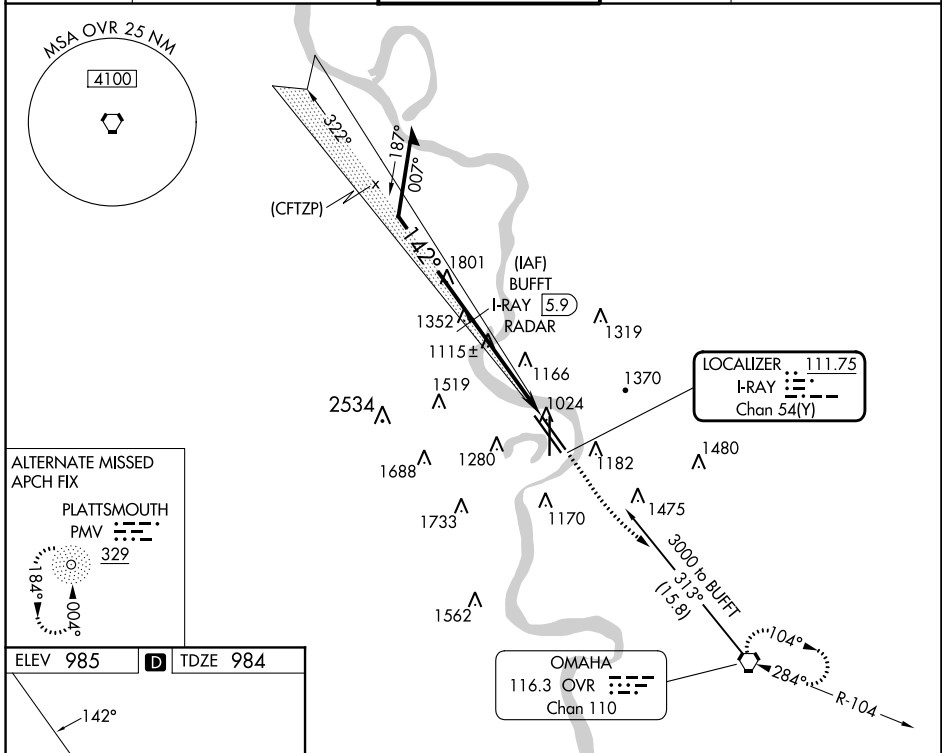 MSA OVR 25 NM
4100
322°
187°
007°
(CFTZP)
142°
1801
(IAF)
BUFFT
I-RAY 5.9
RADAR
1352
1319
1115±
1166
1370
LOCALIZER 111.75
I-RAY
Chan 54(Y)
1519
2534
1024
1280
1182
1480
1688
1475
1733
1170
ALTERNATE MISSED
APCH FIX
PLATTSMOUTH
PMV
329
184°
004°
3000 to BUFFT
313°
(15.8)
1562
104°
284°
R-104
OMAHA
116.3 OVR
Chan 110
ELEV 985 D TDZE 984
142°